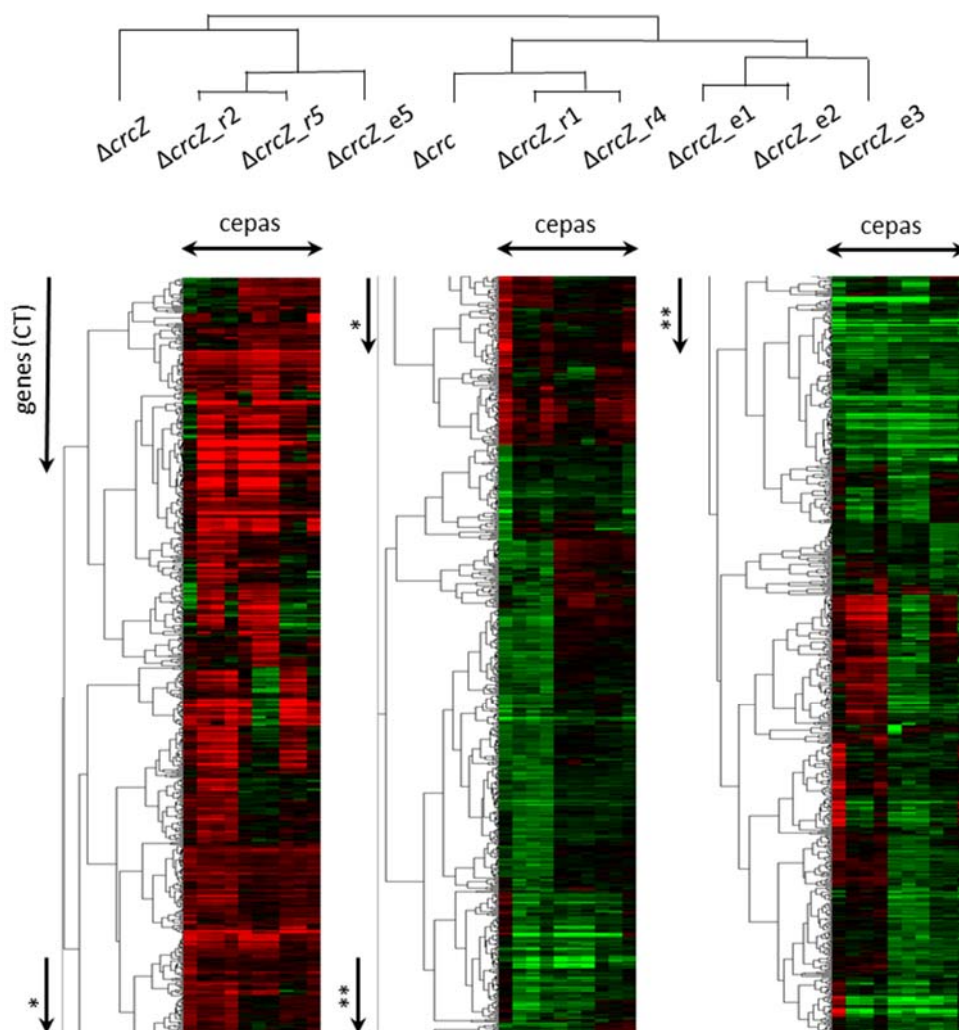 ΔcrcZ
ΔcrcZ_r2
ΔcrcZ_r5
ΔcrcZ_e5
Δcrc
ΔcrcZ_r1
ΔcrcZ_r4
ΔcrcZ_e1
ΔcrcZ_e2
ΔcrcZ_e3
cepas
cepas
cepas
genes (CT)
*
**
*
**